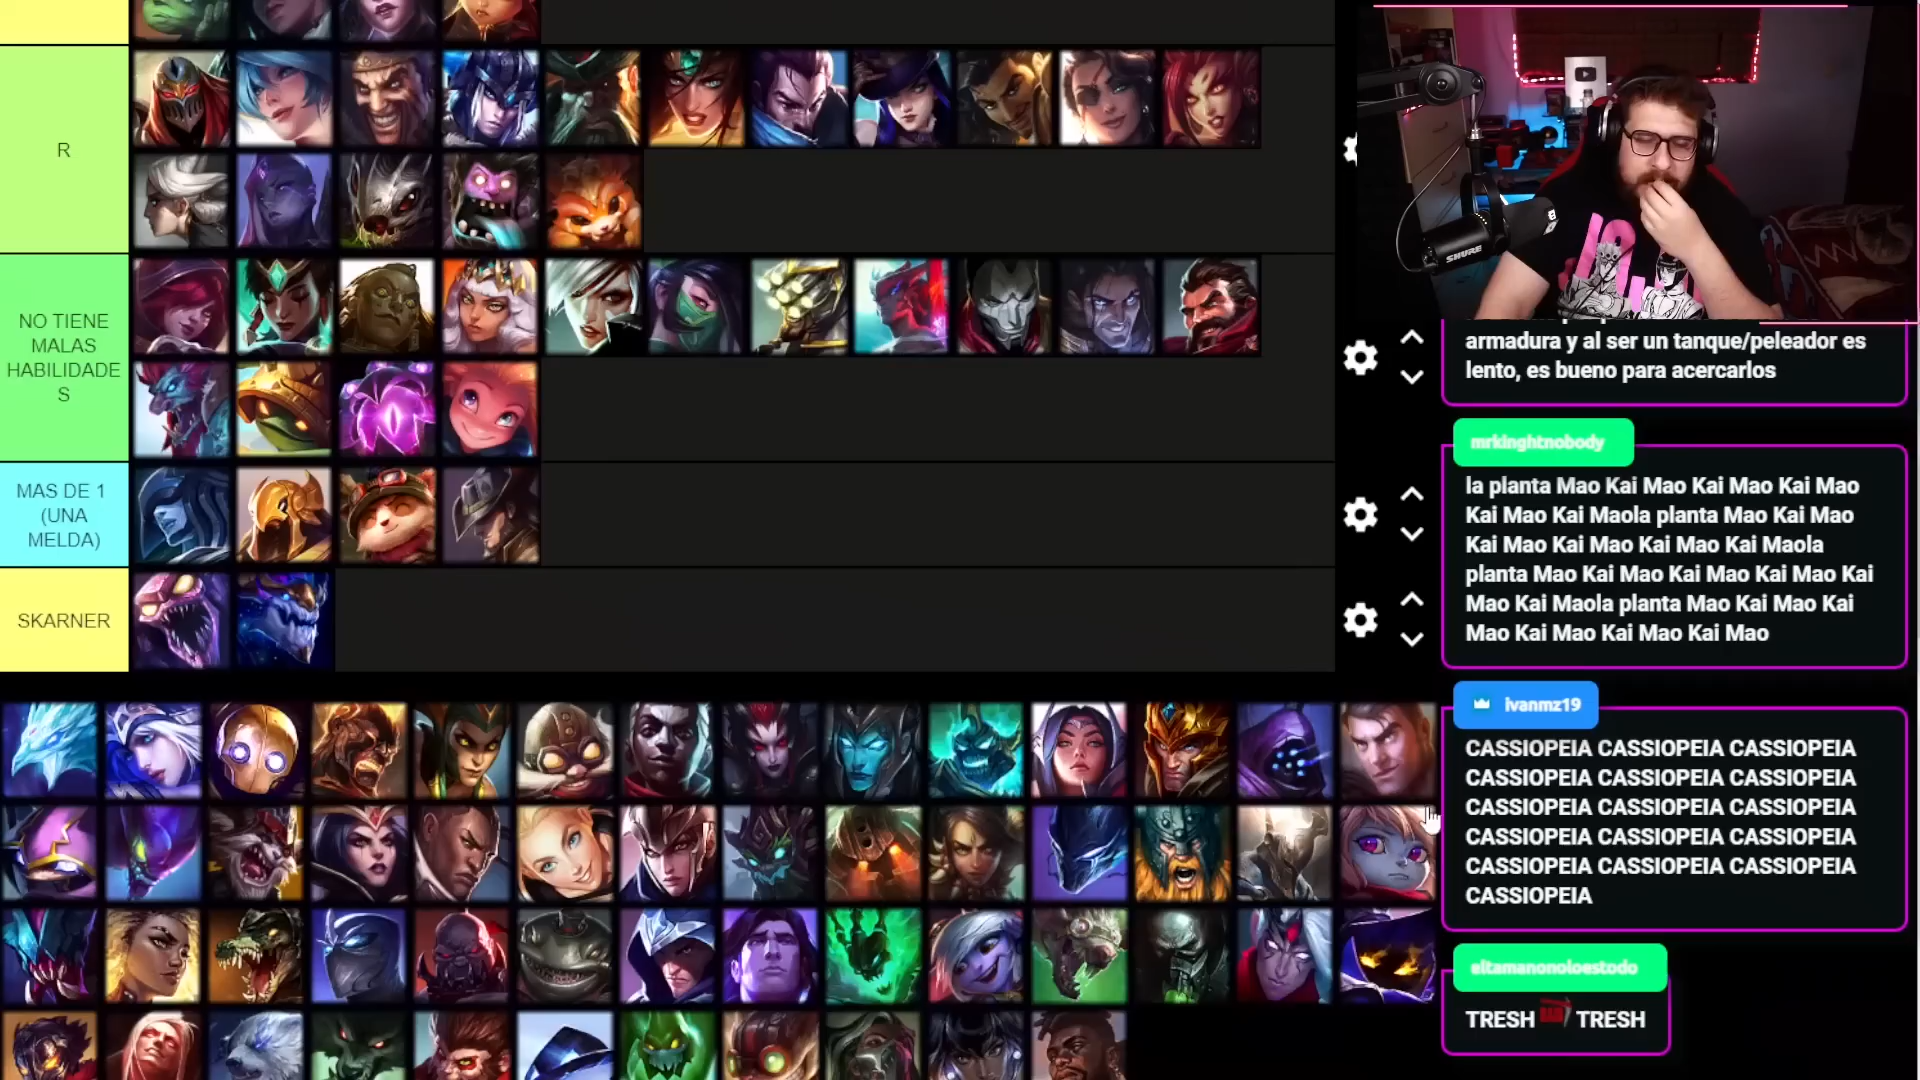 R
NO TIENE
MALAS
HABILIDADE
S
MAS DE 1
(UNA
MELDA)
SKARNER
SHURE
armadura y al ser un tanque/peleador es
lento, es bueno para acercarlos
mrkinghtnobody
la planta Mao Kai Mao Kai Mao Kai Mao
Kai Mao Kai Maola planta Mao Kai Mao
Kai Mao Kai Mao Kai Mao Kai Maola
planta Mao Kai Mao Kai Mao Kai Mao Kai
Mao Kai Maola planta Mao Kai Mao Kai
Mao Kai Mao Kai Mao Kai Mao
ivanmz19
CASSIOPEIA CASSIOPEIA CASSIOPEIA
CASSIOPEIA CASSIOPEIA CASSIOPEIA
CASSIOPEIA CASSIOPEIA CASSIOPEIA
CASSIOPEIA CASSIOPEIA CASSIOPEIA
CASSIOPEIA CASSIOPEIA CASSIOPEIA
CASSIOPEIA
eltamanonoloestodo
TRESH TRESH